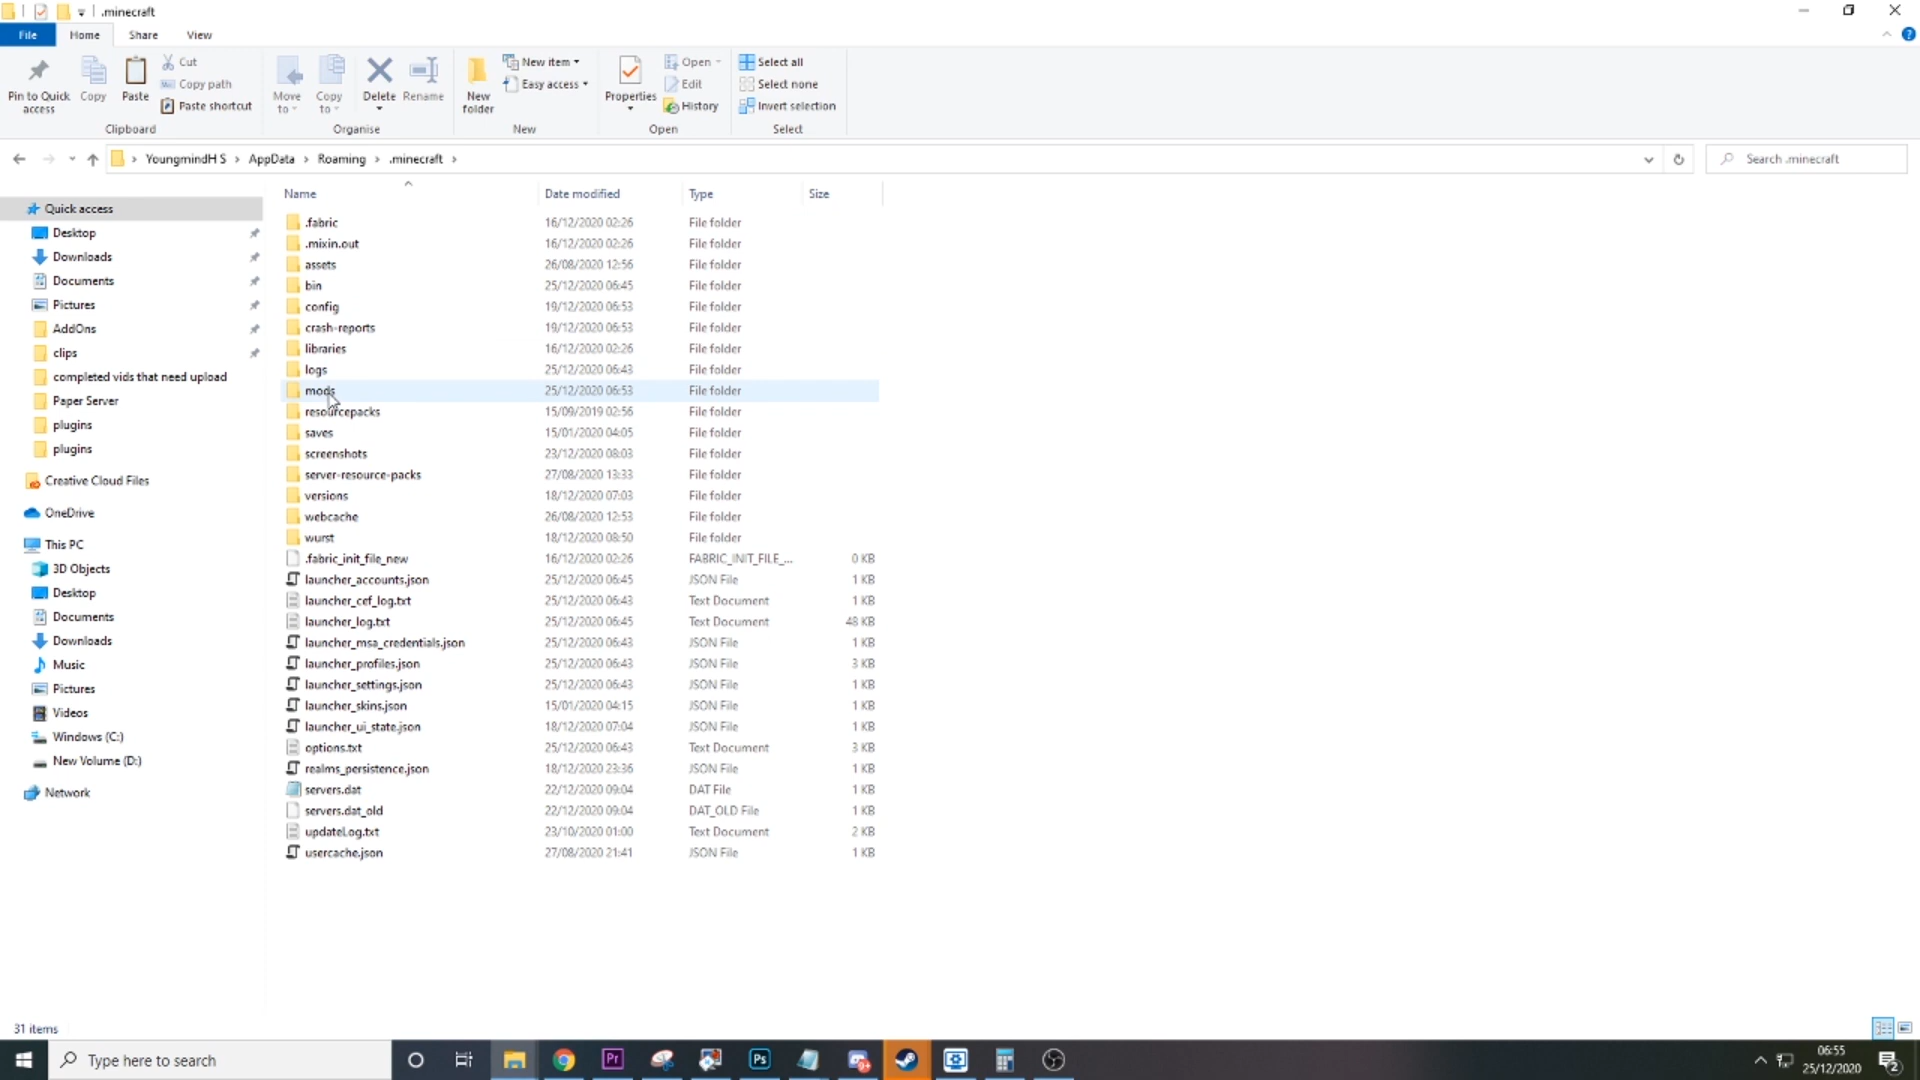 .minecraft
File Home Share View
Pin to Quick access
Copy
Paste
Cut
Copy path
Paste shortcut
Clipboard
Move to
Copy to
Delete
Rename
Organise
New folder
New item
Easy access
New
Properties
Open
Edit
History
Open
Select all
Select none
Invert selection
Select
YoungmindH S > AppData > Roaming > .minecraft >
Search .minecraft
Quick access
Desktop
Downloads
Documents
Pictures
AddOns
clips
completed vids that need upload
Paper Server
plugins
plugins
Creative Cloud Files
OneDrive
This PC
3D Objects
Desktop
Documents
Downloads
Music
Pictures
Videos
Windows (C:)
New Volume (D:)
Network
Name Date modified Type Size
.fabric 16/12/2020 02:26 File folder
.mixin.out 16/12/2020 02:26 File folder
assets 26/08/2020 12:56 File folder
bin 25/12/2020 06:45 File folder
config 19/12/2020 06:53 File folder
crash-reports 19/12/2020 06:53 File folder
libraries 16/12/2020 02:26 File folder
logs 25/12/2020 06:43 File folder
mods 25/12/2020 06:53 File folder
resourcepacks 15/09/2019 02:56 File folder
saves 15/01/2020 04:05 File folder
screenshots 23/12/2020 08:03 File folder
server-resource-packs 27/08/2020 13:33 File folder
versions 18/12/2020 07:03 File folder
webcache 26/08/2020 12:53 File folder
wurst 18/12/2020 08:50 File folder
.fabric_init_file_new 16/12/2020 02:26 FABRIC_INIT_FILE_... 0 KB
launcher_accounts.json 25/12/2020 06:45 JSON File 1 KB
launcher_cef_log.txt 25/12/2020 06:43 Text Document 1 KB
launcher_log.txt 25/12/2020 06:45 Text Document 48 KB
launcher_msa_credentials.json 25/12/2020 06:43 JSON File 1 KB
launcher_profiles.json 25/12/2020 06:43 JSON File 3 KB
launcher_settings.json 25/12/2020 06:43 JSON File 1 KB
launcher_skins.json 15/01/2020 04:15 JSON File 1 KB
launcher_ui_state.json 18/12/2020 07:04 JSON File 1 KB
options.txt 25/12/2020 06:43 Text Document 3 KB
realms_persistence.json 18/12/2020 23:36 JSON File 1 KB
servers.dat 22/12/2020 09:04 DAT File 1 KB
servers.dat_old 22/12/2020 09:04 DAT_OLD File 1 KB
updateLog.txt 23/10/2020 01:00 Text Document 2 KB
usercache.json 27/08/2020 21:41 JSON File 1 KB
31 items
Type here to search
Pr
Ps
06:55
25/12/2020
2